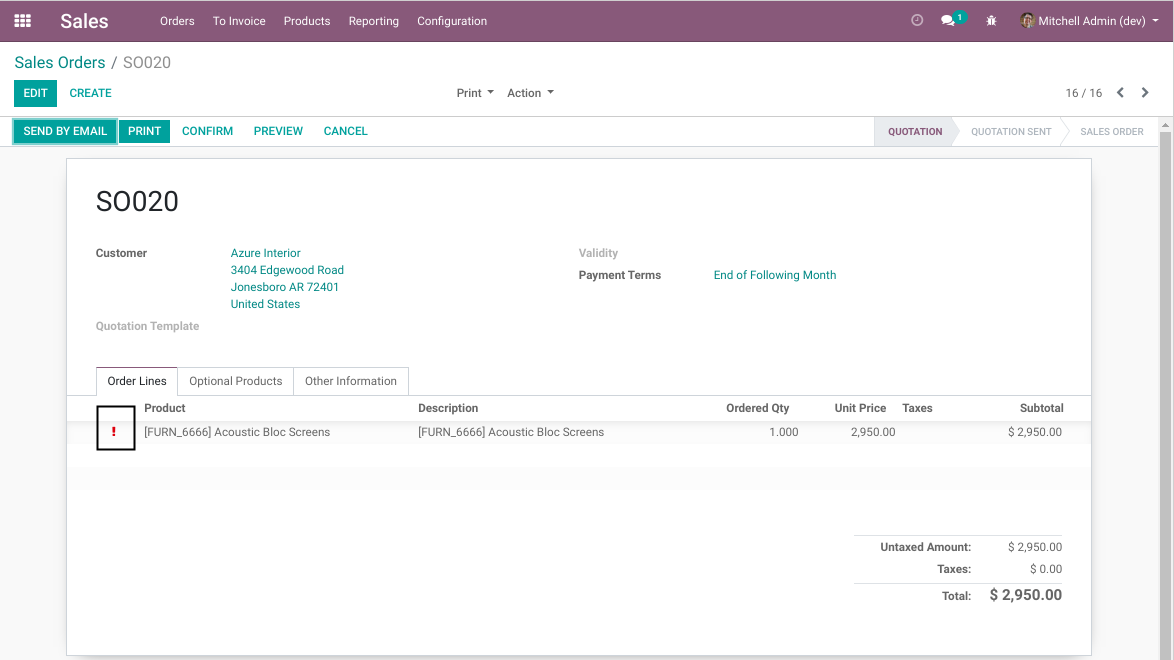 Sales Orders To Invoice Products Reporting Configuration 1 Mitchell Admin (dev)
Sales Orders / SO020
EDIT CREATE Print Action 16 / 16
SEND BY EMAIL PRINT CONFIRM PREVIEW CANCEL QUOTATION QUOTATION SENT SALES ORDER
SO020
Customer Azure Interior Validity
3404 Edgewood Road Payment Terms End of Following Month
Jonesboro AR 72401
United States
Quotation Template
Order Lines Optional Products Other Information
Product Description Ordered Qty Unit Price Taxes Subtotal
! [FURN_6666] Acoustic Bloc Screens [FURN_6666] Acoustic Bloc Screens 1.000 2,950.00 $ 2,950.00
Untaxed Amount: $ 2,950.00
Taxes: $ 0.00
Total: $ 2,950.00